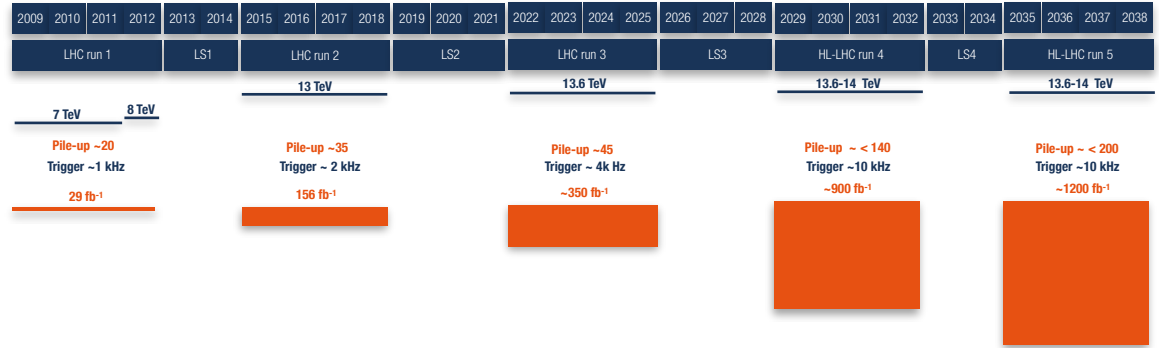 2009 2010 2011 2012 2013 2014 2015 2016 2017 2018 2019 2020 2021 2022 2023 2024 2025 2026 2027 2028 2029 2030 2031 2032 2033 2034 2035 2036 2037 2038
LHC run 1 LS1 LHC run 2 LS2 LHC run 3 LS3 HL-LHC run 4 LS4 HL-LHC run 5
7 TeV 8 TeV 13 TeV 13.6 TeV 13.6-14 TeV 13.6-14 TeV
Pile-up ~20 Pile-up ~35 Pile-up ~45 Pile-up ~ < 140 Pile-up ~ < 200
Trigger ~1 kHz Trigger ~ 2 kHz Trigger ~ 4k Hz Trigger ~10 kHz Trigger ~10 kHz
29 fb⁻¹ 156 fb⁻¹ ~350 fb⁻¹ ~900 fb⁻¹ ~1200 fb⁻¹